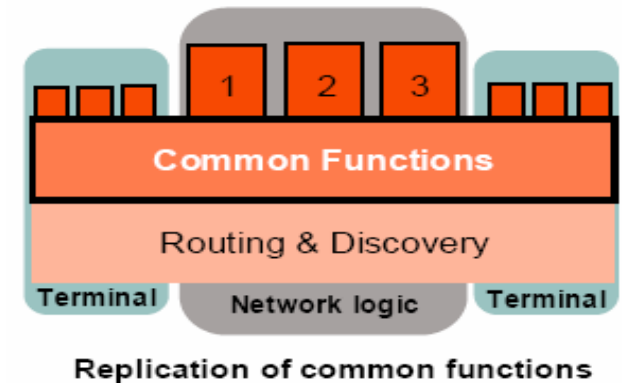 1 2 3
Common Functions
Routing & Discovery
Terminal Network logic Terminal
Replication of common functions